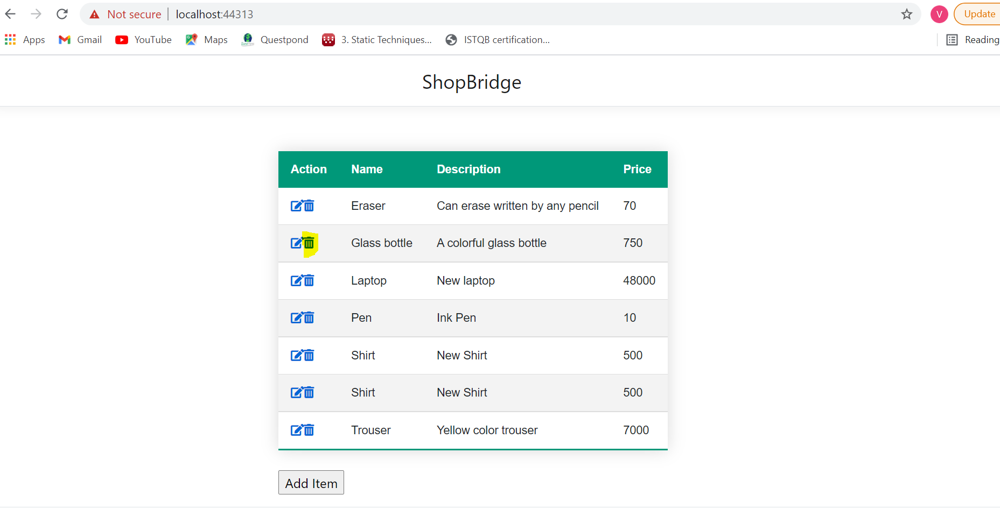 Not secure localhost:44313 V Update
Apps Gmail YouTube Maps Questpond 3. Static Techniques... ISTQB certification... Reading
ShopBridge
Action Name Description Price
Eraser Can erase written by any pencil 70
Glass bottle A colorful glass bottle 750
Laptop New laptop 48000
Pen Ink Pen 10
Shirt New Shirt 500
Shirt New Shirt 500
Trouser Yellow color trouser 7000
Add Item